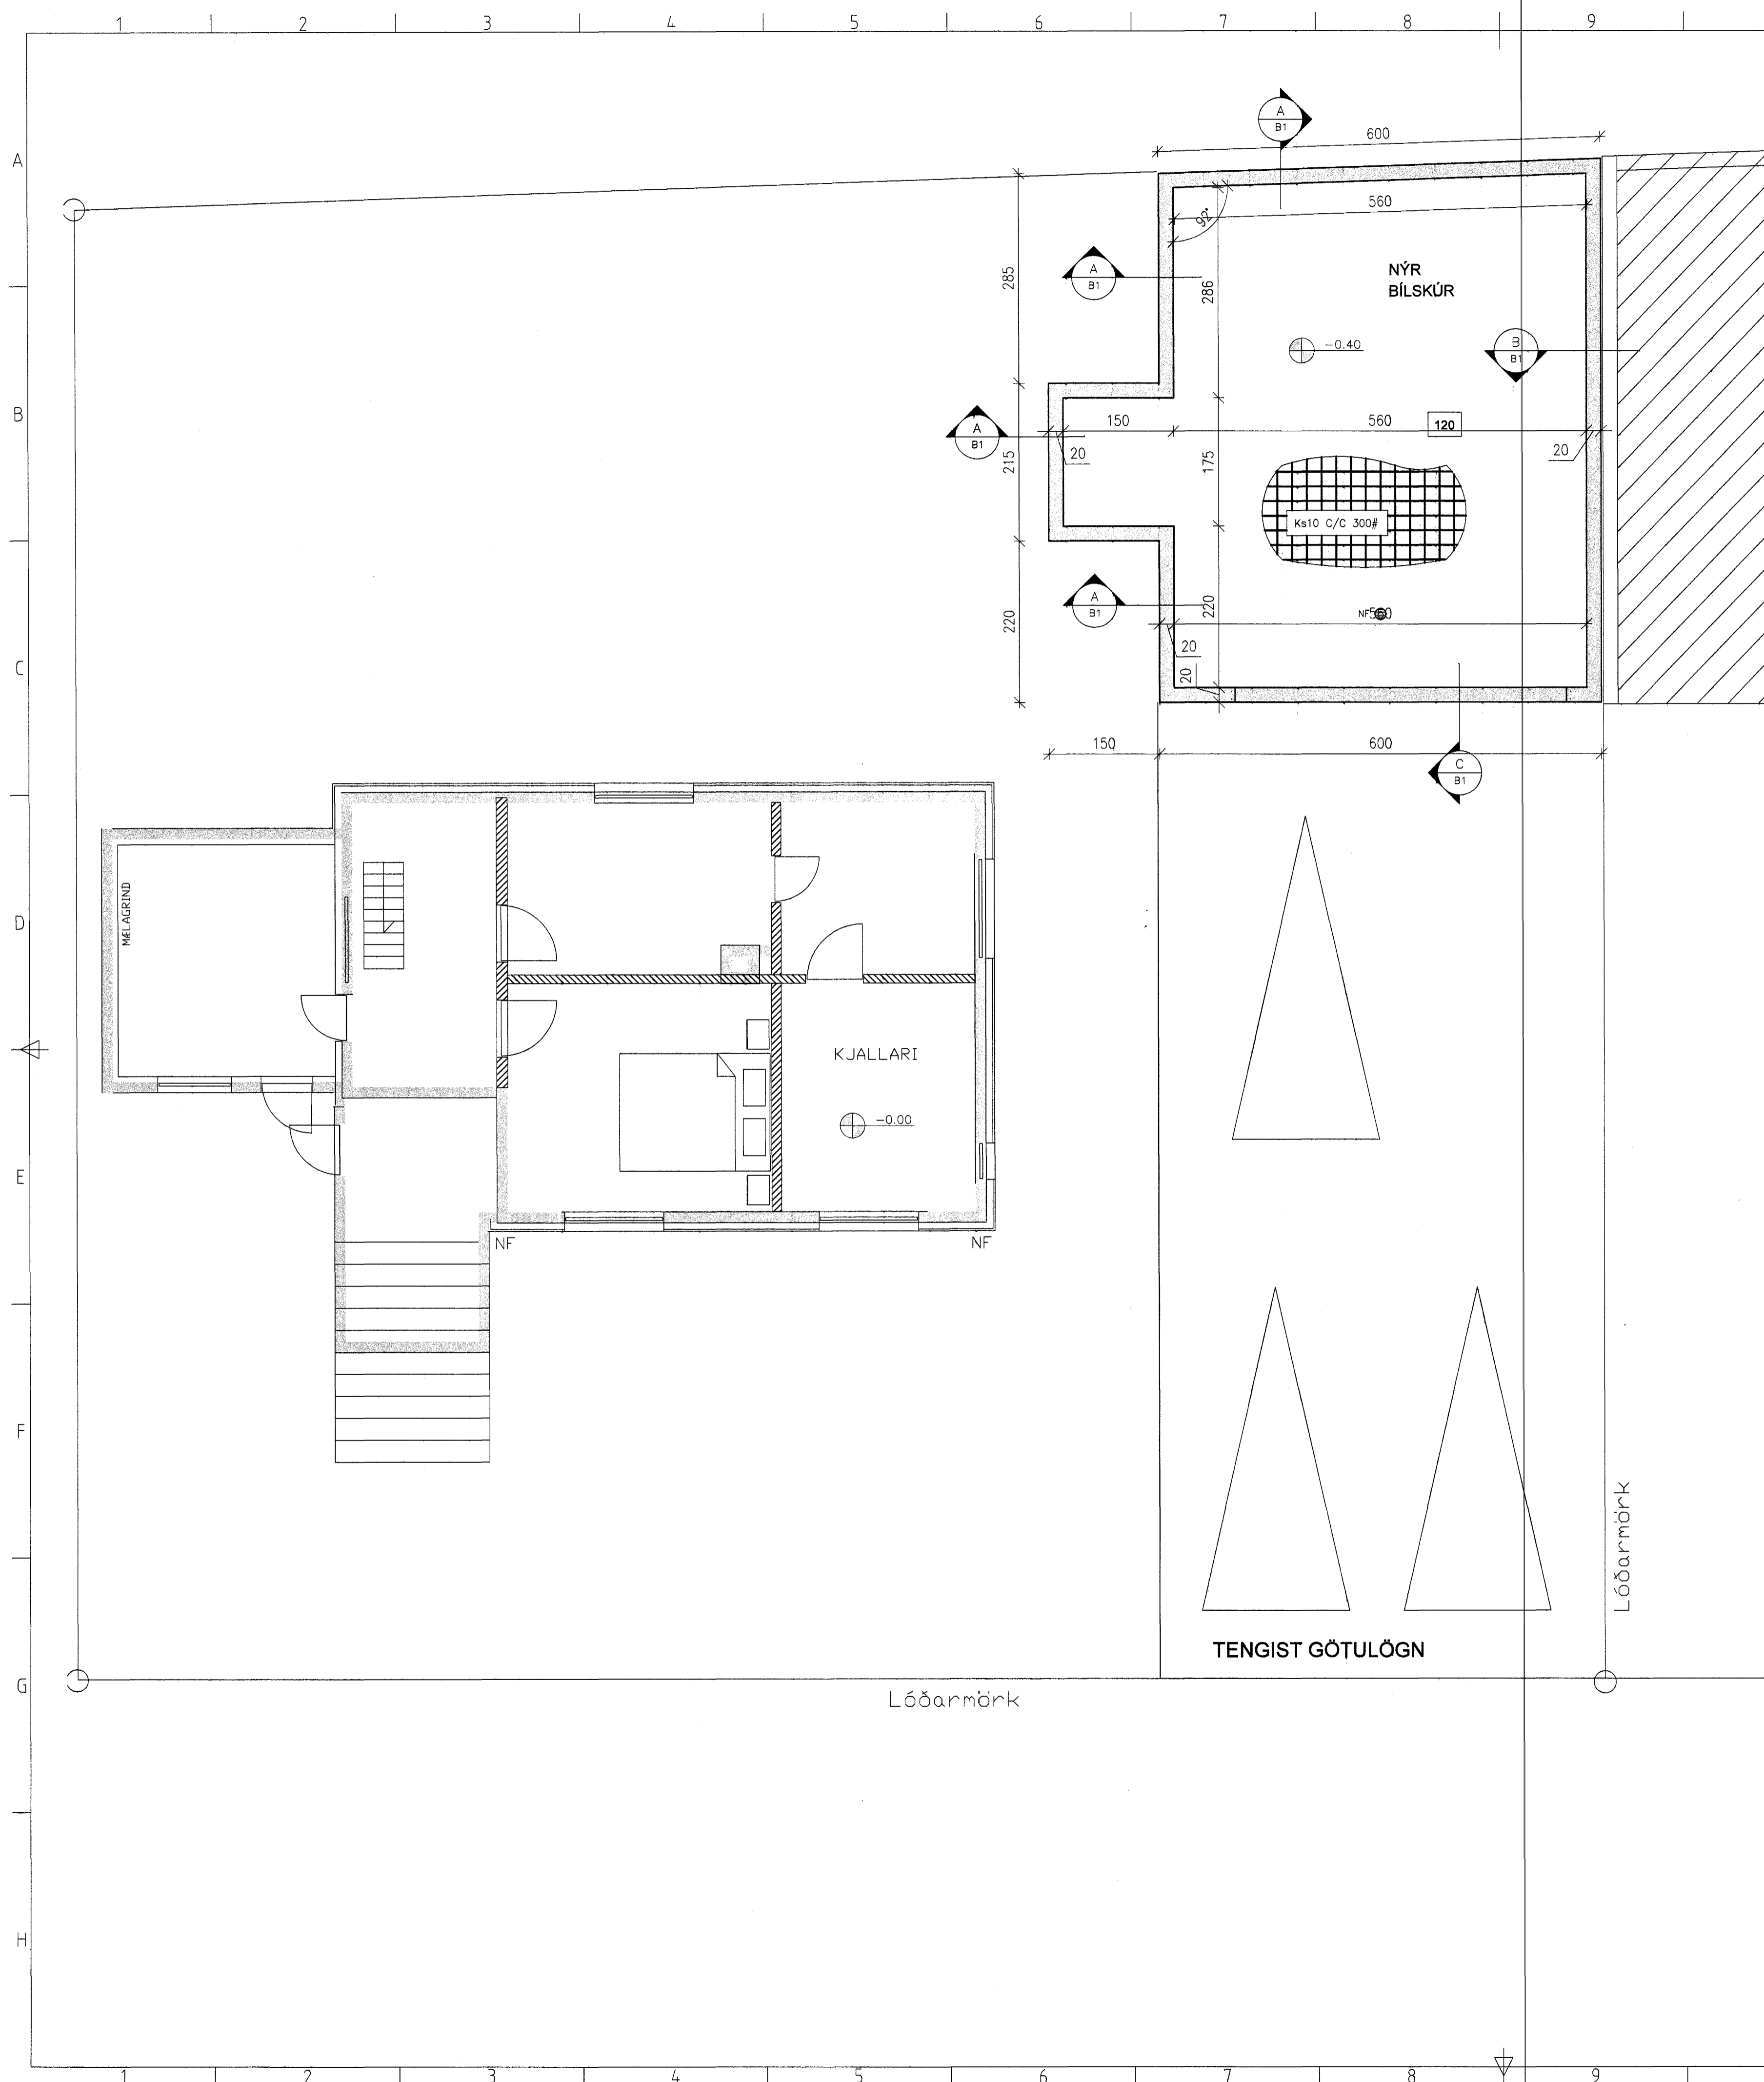 1 2 3 4 5 6 7 8 9
A
B
C
D
E
F
G
H
A
B1
600
560
92°
285
286
A
B1
NÝR
BÍLSKÚR
-0.40
B
B1
A
B1
150
560
120
20
20
215
175
Ks10 C/C 300#
A
B1
220
220
NF
560
20
20
150
600
C
B1
MÆLAGRIND
KJALLARI
-0.00
NF
NF
Lóðarmörk
TENGIST GÖTULÖGN
Lóðarmörk
1 2 3 4 5 6 7 8 9